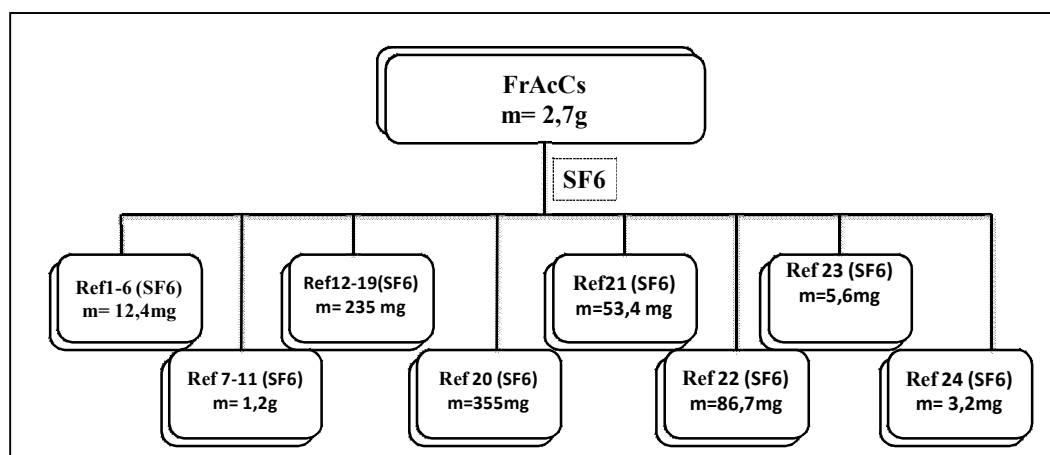 FrAcCs
m= 2,7g
SF6
Ref1-6 (SF6)
m= 12,4mg
Ref 7-11 (SF6)
m= 1,2g
Ref12-19(SF6)
m= 235 mg
Ref 20 (SF6)
m=355mg
Ref21 (SF6)
m=53,4 mg
Ref 22 (SF6)
m=86,7mg
Ref 23 (SF6)
m=5,6mg
Ref 24 (SF6)
m= 3,2mg